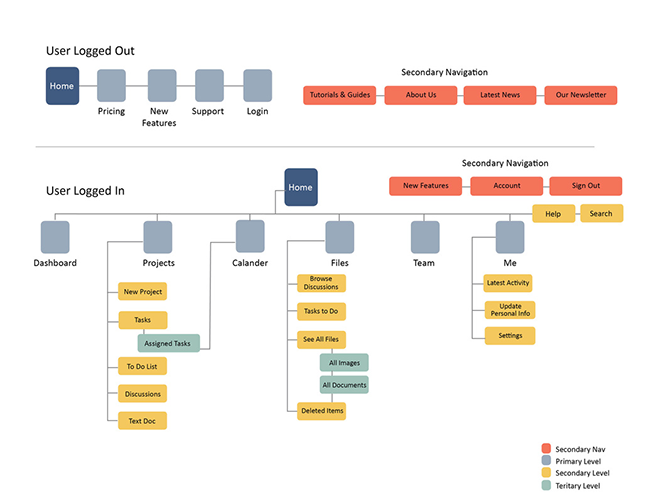 User Logged Out
Home
Pricing
New
Features
Support
Login
Secondary Navigation
Tutorials & Guides
About Us
Latest News
Our Newsletter
User Logged In
Home
Secondary Navigation
New Features
Account
Sign Out
Help
Search
Dashboard
Projects
Calander
Files
Team
Me
New Project
Tasks
Assigned Tasks
To Do List
Discussions
Text Doc
Browse
Discussions
Tasks to Do
See All Files
All Images
All Documents
Deleted Items
Latest Activity
Update
Personal Info
Settings
Secondary Nav
Primary Level
Secondary Level
Teritary Level